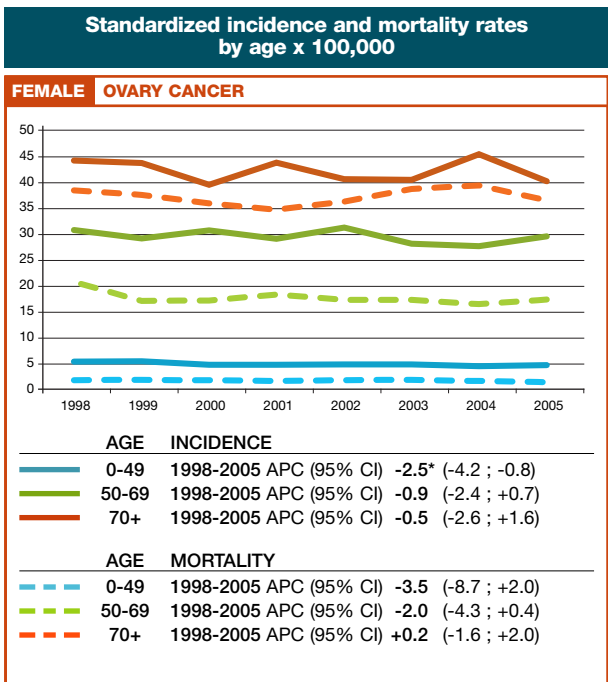 Standardized incidence and mortality rates
by age x 100,000
FEMALE OVARY CANCER
50
45
40
35
30
25
20
15
10
5
0
1998 1999 2000 2001 2002 2003 2004 2005
AGE INCIDENCE
0-49 1998-2005 APC (95% CI) -2.5* (-4.2 ; -0.8)
50-69 1998-2005 APC (95% CI) -0.9 (-2.4 ; +0.7)
70+ 1998-2005 APC (95% CI) -0.5 (-2.6 ; +1.6)
AGE MORTALITY
0-49 1998-2005 APC (95% CI) -3.5 (-8.7 ; +2.0)
50-69 1998-2005 APC (95% CI) -2.0 (-4.3 ; +0.4)
70+ 1998-2005 APC (95% CI) +0.2 (-1.6 ; +2.0)